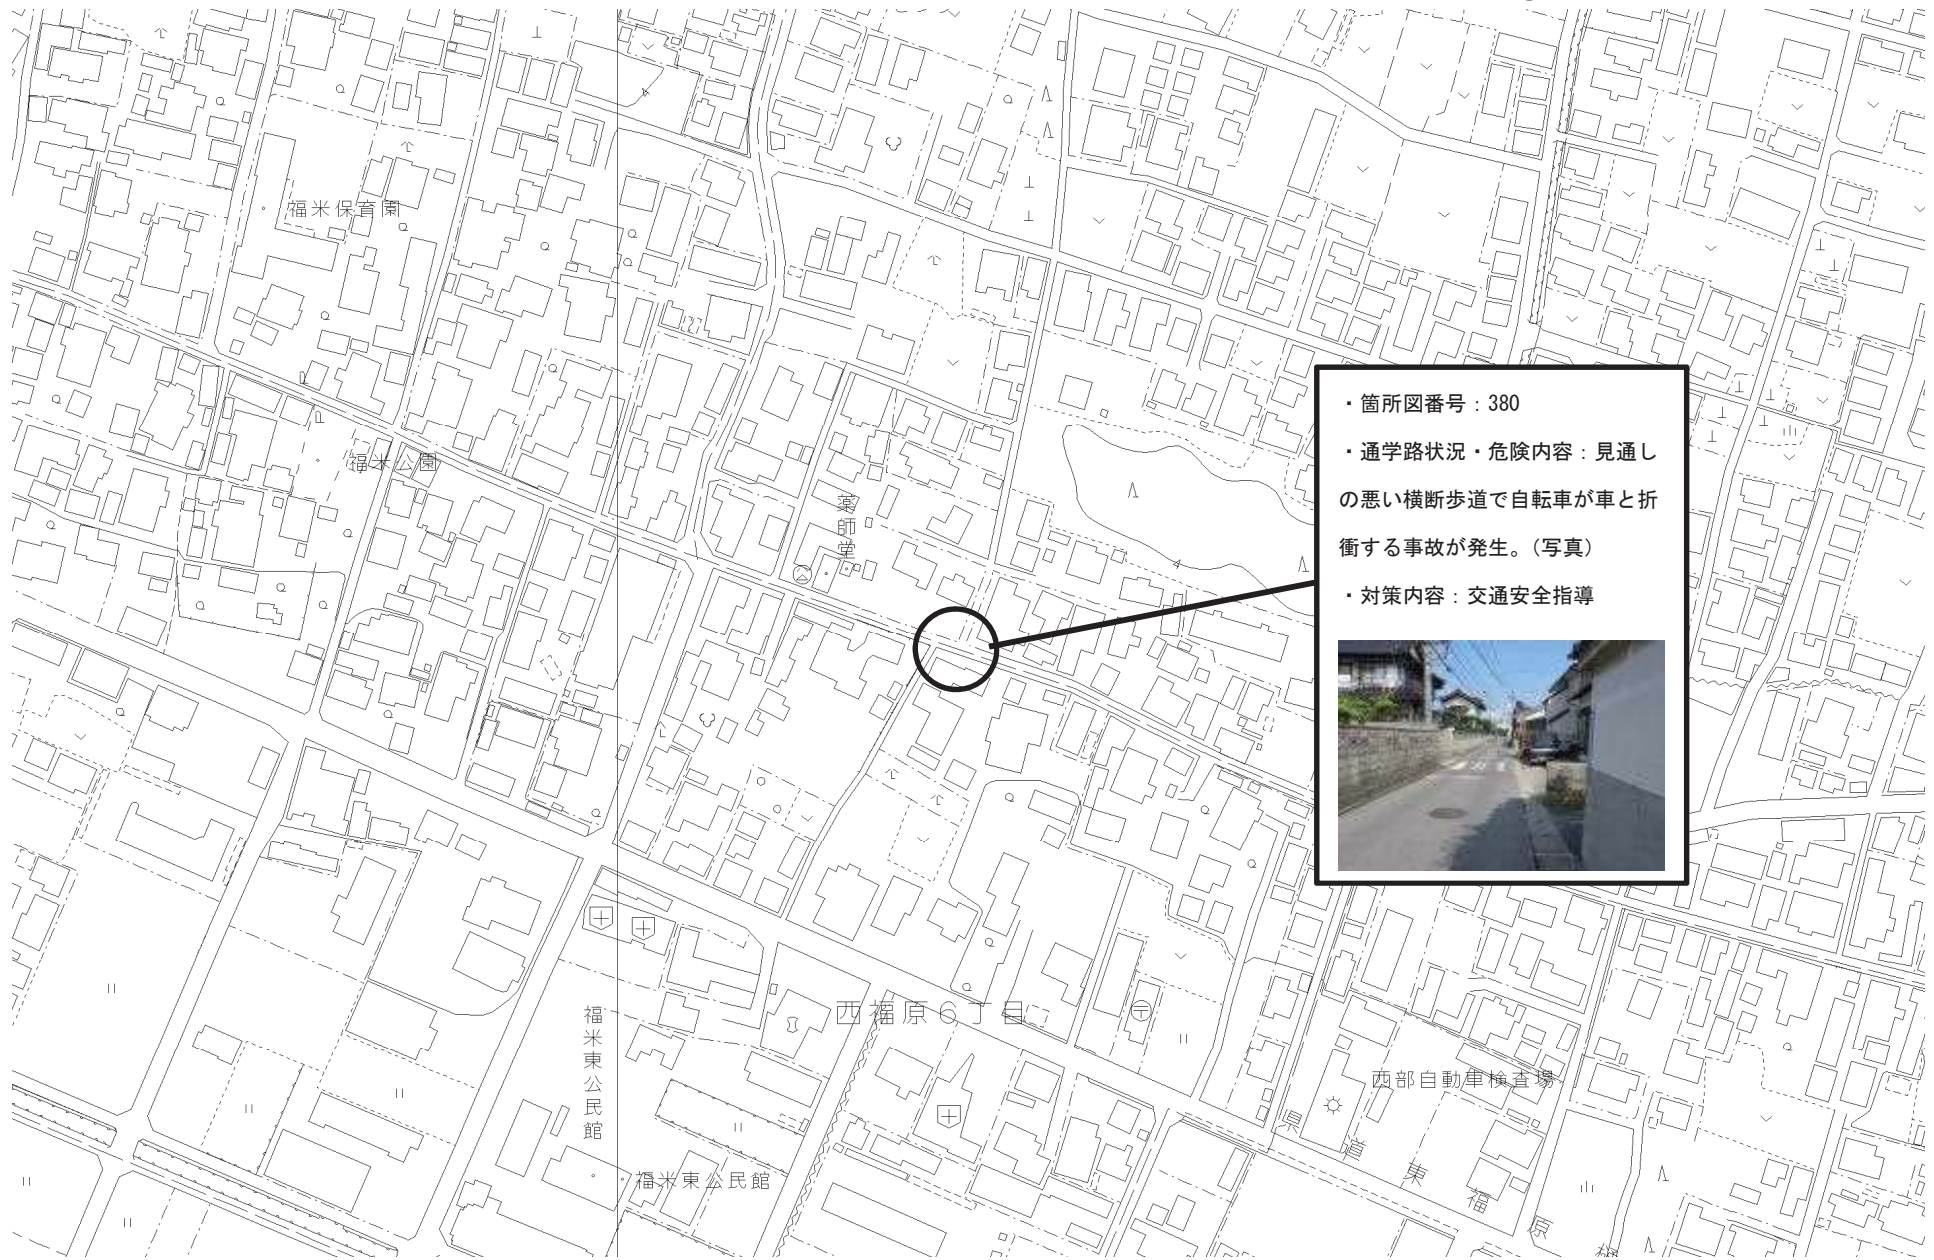 福米保育園
福米公園
薬師堂
・箇所図番号：380
・通学路状況・危険内容：見通し
の悪い横断歩道で自転車が車と折
衝する事故が発生。（写真）
・対策内容：交通安全指導
4
4
西福原６丁目
福米東公民館
福米東公民館
西部自動車検査場
県道東福原